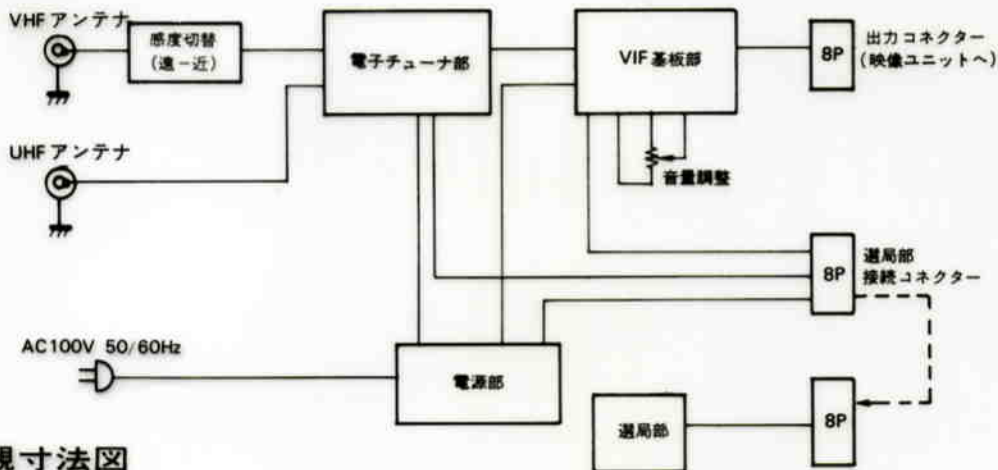 VHFアンテナ
感度切替
(遠-近)
電子チューナ部
VIF基板部
8P
出力コネクター
(映像ユニットへ)
UHFアンテナ
音量調整
8P
選局部
接続コネクター
AC100V 50/60Hz
電源部
選局部
8P
観寸法図